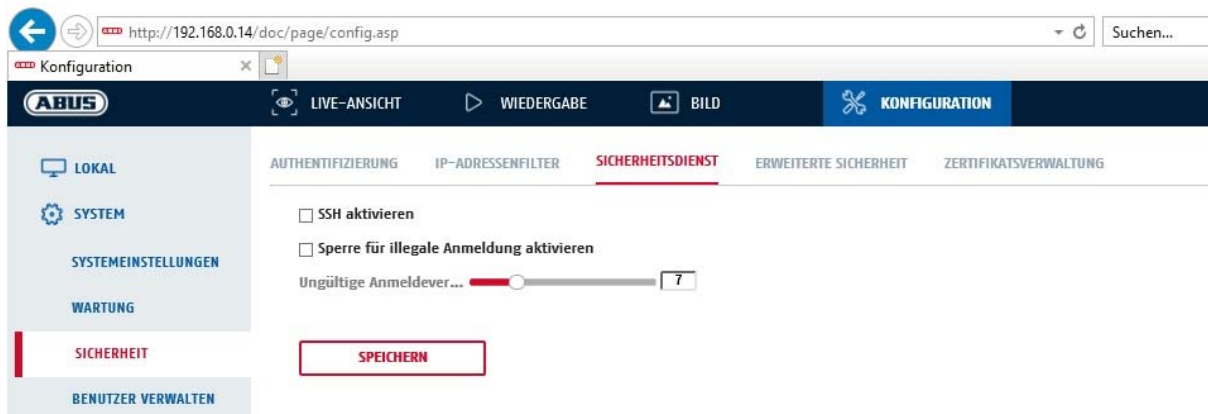 http://192.168.0.14/doc/page/config.asp
Suchen...
Konfiguration
ABUS
LIVE-ANSICHT
WIEDERGABE
BILD
KONFIGURATION
LOKAL
SYSTEM
SYSTEMEINSTELLUNGEN
WARTUNG
SICHERHEIT
BENUTZER VERWALTEN
AUTHENTIFIZIERUNG
IP-ADRESSENFILTER
SICHERHEITSDIENST
ERWEITERTE SICHERHEIT
ZERTIFIKATSVERWALTUNG
SSH aktivieren
Sperre für illegale Anmeldung aktivieren
Ungültige Anmeldever... 7
SPEICHERN